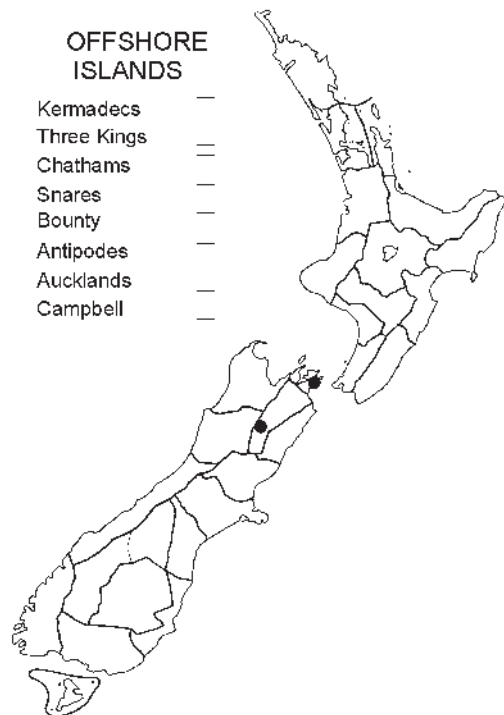 OFFSHORE
ISLANDS
Kermadecs
Three Kings
Chathams
Snares
Bounty
Antipodes
Aucklands
Campbell